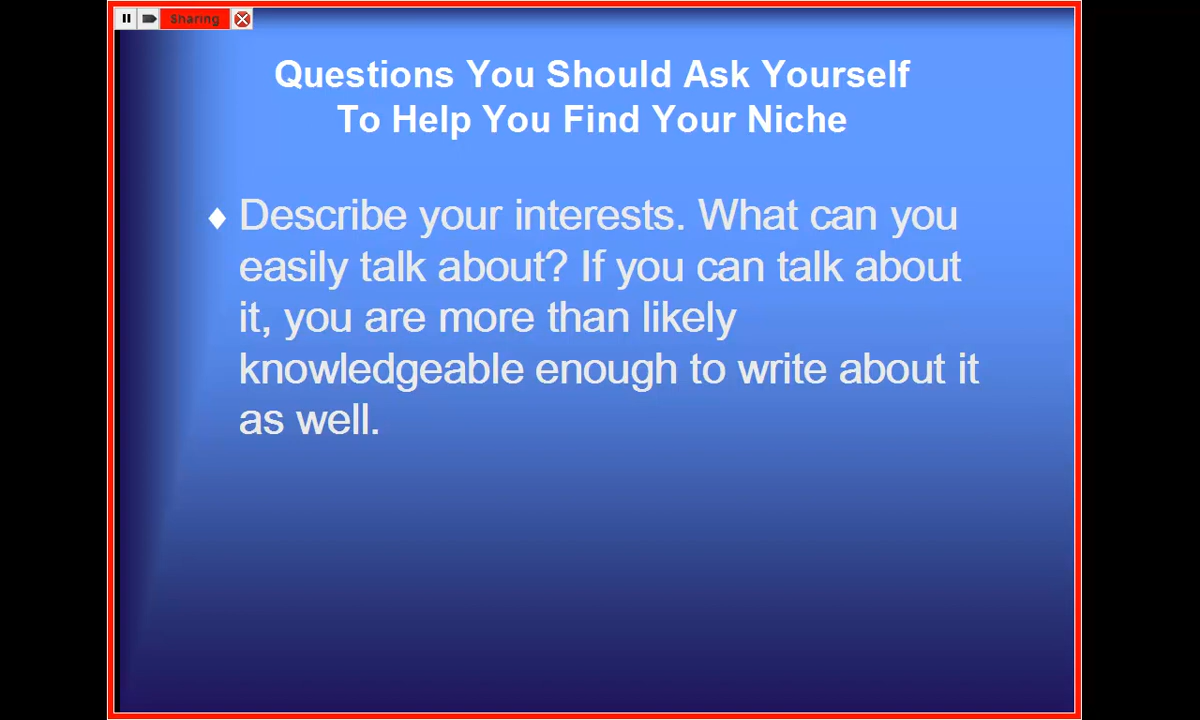 Sharing
Questions You Should Ask Yourself
To Help You Find Your Niche
Describe your interests. What can you
easily talk about? If you can talk about
it, you are more than likely
knowledgeable enough to write about it
as well.